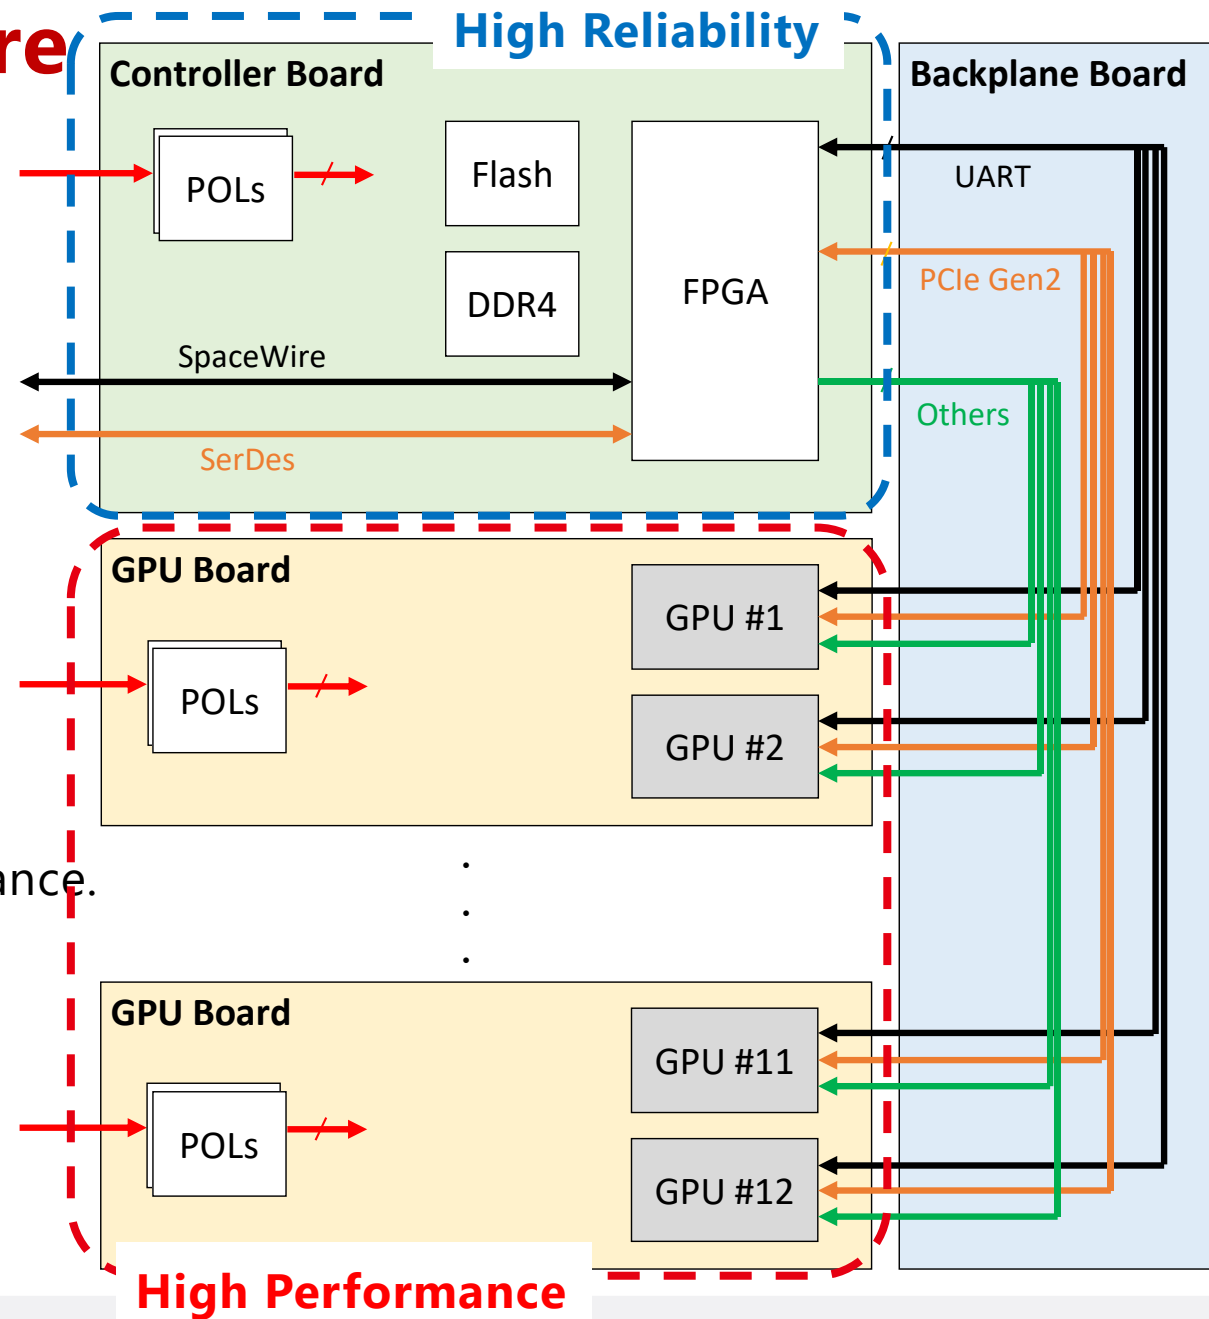 High Reliability
re
Controller Board
Backplane Board
POLs
Flash
UART
DDR4
FPGA
PCIe Gen2
SpaceWire
Others
SerDes
GPU Board
GPU #1
POLs
GPU #2
ance.
.
.
.
GPU Board
GPU #11
POLs
GPU #12
High Performance